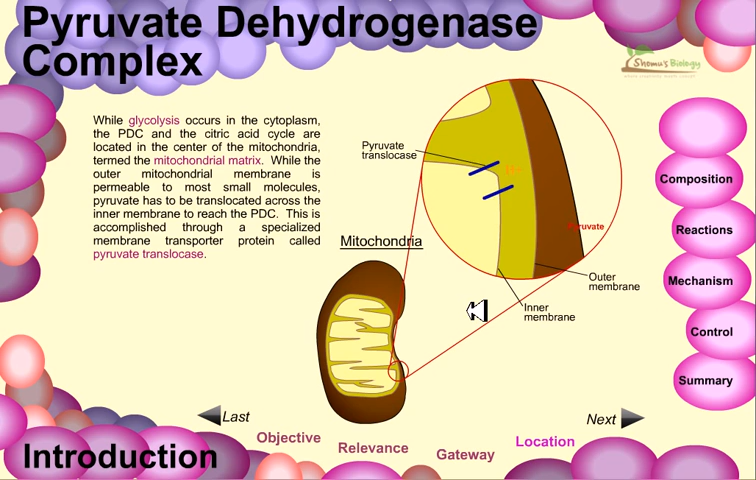 Pyruvate Dehydrogenase
Complex
Shomu's Biology
While glycolysis occurs in the cytoplasm,
the PDC and the citric acid cycle are
located in the center of the mitochondria,
termed the mitochondrial matrix. While the
outer mitochondrial membrane is
permeable to most small molecules,
pyruvate has to be translocated across the
inner membrane to reach the PDC. This is
accomplished through a specialized
membrane transporter protein called
pyruvate translocase.
Pyruvate
translocase
H+
Pyruvate
Mitochondria
Outer
membrane
Inner
membrane
Composition
Reactions
Mechanism
Control
Summary
Last
Next
Objective
Relevance
Gateway
Location
Introduction